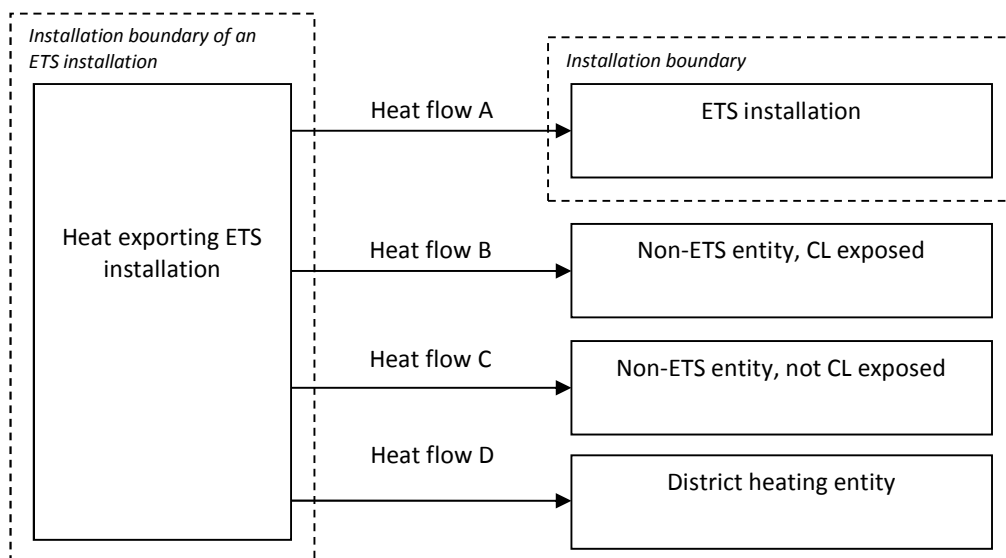 Installation boundary of an
ETS installation
Installation boundary
Heat flow A
ETS installation
Heat exporting ETS
installation
Heat flow B
Non-ETS entity, CL exposed
Heat flow C
Non-ETS entity, not CL exposed
Heat flow D
District heating entity